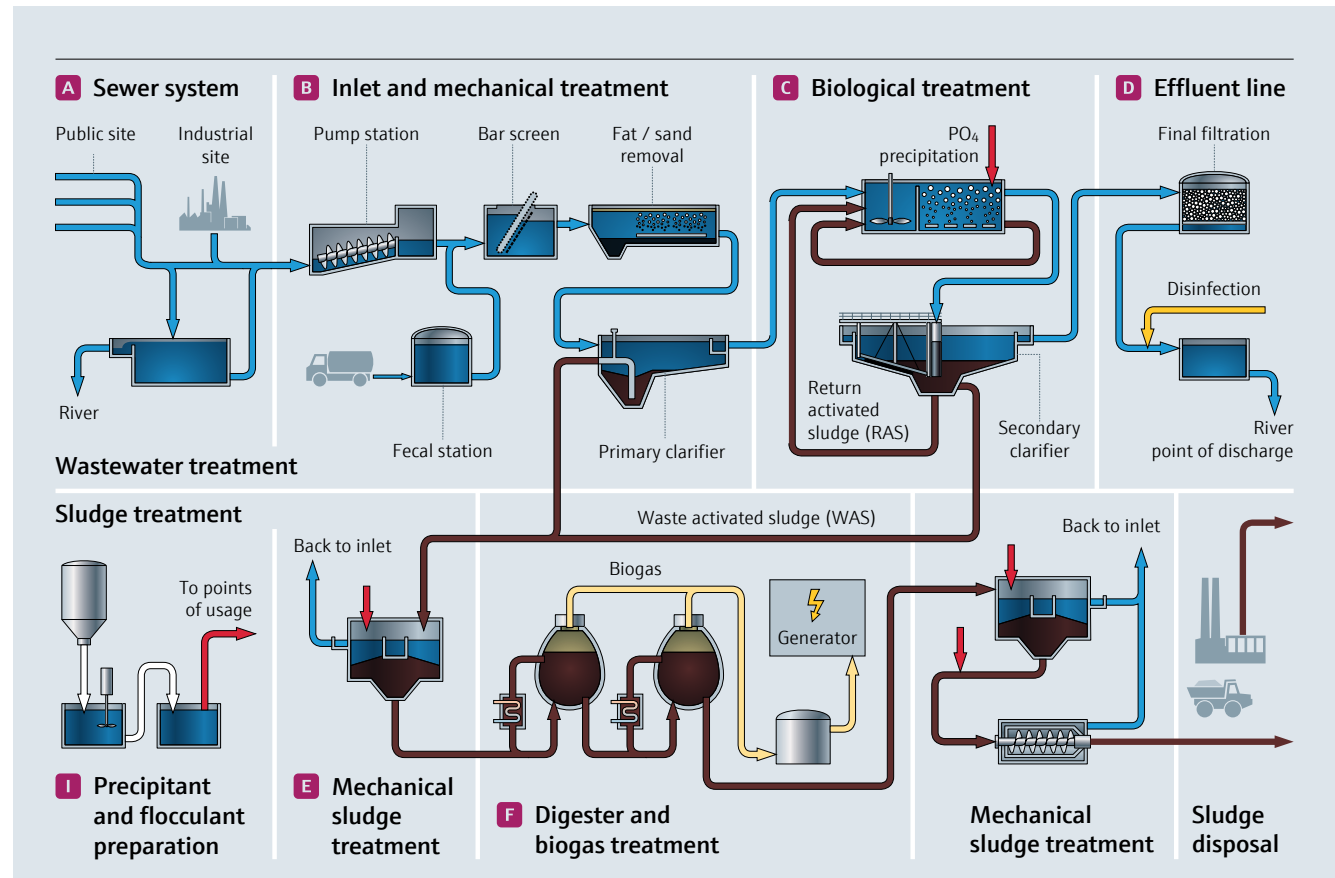 A Sewer system
Public site
Industrial
site
River
Wastewater treatment
B Inlet and mechanical treatment
Pump station
Bar screen
Fat / sand
removal
Fecal station
Primary clarifier
C Biological treatment
PO₄
precipitation
Return
activated
sludge (RAS)
Secondary
clarifier
D Effluent line
Final filtration
Disinfection
River
point of discharge
Sludge treatment
To points
of usage
I Precipitant
and flocculant
preparation
Back to inlet
E Mechanical
sludge
treatment
Waste activated sludge (WAS)
Biogas
Generator
F Digester and
biogas treatment
Back to inlet
Mechanical
sludge treatment
Sludge
disposal